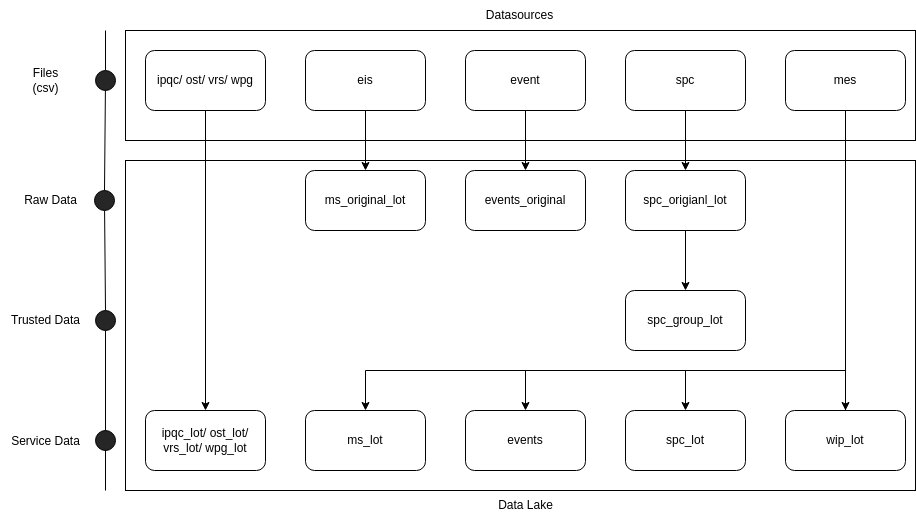 Datasources
Files
(csv)
ipqc/ ost/ vrs/ wpg
eis
event
spc
mes
Raw Data
ms_original_lot
events_original
spc_origianl_lot
Trusted Data
spc_group_lot
Service Data
ipqc_lot/ ost_lot/
vrs_lot/ wpg_lot
ms_lot
events
spc_lot
wip_lot
Data Lake